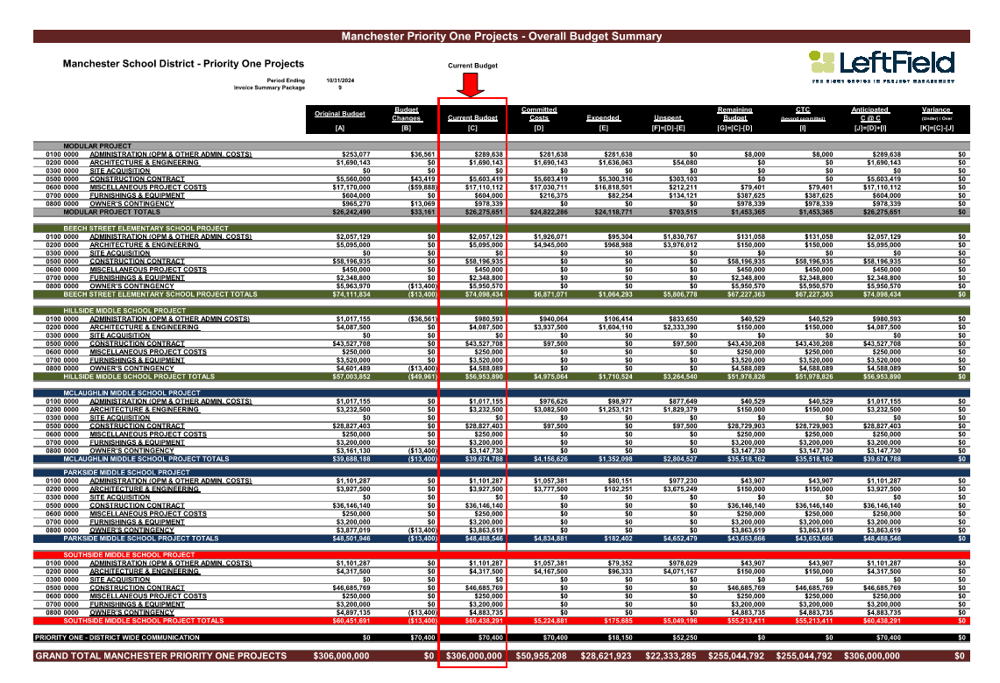 Manchester Priority One Projects - Overall Budget Summary
Manchester School District - Priority One Projects
Current Budget
LeftField
THE RIGHT CHOICE IN PROJECT MANAGEMENT
Period Ending 10/31/2024
Invoice Summary Package 9
Original Budget Budget Changes Current Budget Committed Costs Expended Unspent Remaining Budget CTC (beyond committed) Anticipated C @ C Variance (Under) / Over
[A] [B] [C] [D] [E] [F]=[D]-[E] [G]=[C]-[D] [I] [J]=[D]+[I] [K]=[C]-[J]
MODULAR PROJECT
0100 0000 ADMINISTRATION (OPM & OTHER ADMIN. COSTS) $253,077 $36,561 $289,638 $281,638 $281,638 $0 $8,000 $8,000 $289,638 $0
0200 0000 ARCHITECTURE & ENGINEERING $1,690,143 $0 $1,690,143 $1,690,143 $1,636,063 $54,080 $0 $0 $1,690,143 $0
0300 0000 SITE ACQUISITION $0 $0 $0 $0 $0 $0 $0 $0 $0 $0
0500 0000 CONSTRUCTION CONTRACT $5,560,000 $43,419 $5,603,419 $5,603,419 $5,300,316 $303,103 $0 $0 $5,603,419 $0
0600 0000 MISCELLANEOUS PROJECT COSTS $17,170,000 ($59,888) $17,110,112 $17,030,711 $16,818,501 $212,211 $79,401 $79,401 $17,110,112 $0
0700 0000 FURNISHINGS & EQUIPMENT $604,000 $0 $604,000 $216,375 $82,254 $134,121 $387,625 $387,625 $604,000 $0
0800 0000 OWNER'S CONTINGENCY $965,270 $13,069 $978,339 $0 $0 $0 $978,339 $978,339 $978,339 $0
MODULAR PROJECT TOTALS $26,242,490 $33,161 $26,275,651 $24,822,286 $24,118,771 $703,515 $1,453,365 $1,453,365 $26,275,651 $0
BEECH STREET ELEMENTARY SCHOOL PROJECT
0100 0000 ADMINISTRATION (OPM & OTHER ADMIN. COSTS) $2,057,129 $0 $2,057,129 $1,926,071 $95,304 $1,830,767 $131,058 $131,058 $2,057,129 $0
0200 0000 ARCHITECTURE & ENGINEERING $5,095,000 $0 $5,095,000 $4,945,000 $968,988 $3,976,012 $150,000 $150,000 $5,095,000 $0
0300 0000 SITE ACQUISITION $0 $0 $0 $0 $0 $0 $0 $0 $0 $0
0500 0000 CONSTRUCTION CONTRACT $58,196,935 $0 $58,196,935 $0 $0 $0 $58,196,935 $58,196,935 $58,196,935 $0
0600 0000 MISCELLANEOUS PROJECT COSTS $450,000 $0 $450,000 $0 $0 $0 $450,000 $450,000 $450,000 $0
0700 0000 FURNISHINGS & EQUIPMENT $2,348,800 $0 $2,348,800 $0 $0 $0 $2,348,800 $2,348,800 $2,348,800 $0
0800 0000 OWNER'S CONTINGENCY $5,963,970 ($13,400) $5,950,570 $0 $0 $0 $5,950,570 $5,950,570 $5,950,570 $0
BEECH STREET ELEMENTARY SCHOOL PROJECT TOTALS $74,111,834 ($13,400) $74,098,434 $6,871,071 $1,064,293 $5,806,778 $67,227,363 $67,227,363 $74,098,434 $0
HILLSIDE MIDDLE SCHOOL PROJECT
0100 0000 ADMINISTRATION (OPM & OTHER ADMIN. COSTS) $1,017,155 ($36,561) $980,593 $940,064 $106,414 $833,650 $40,529 $40,529 $980,593 $0
0200 0000 ARCHITECTURE & ENGINEERING $4,087,500 $0 $4,087,500 $3,937,500 $1,604,110 $2,333,390 $150,000 $150,000 $4,087,500 $0
0300 0000 SITE ACQUISITION $0 $0 $0 $0 $0 $0 $0 $0 $0 $0
0500 0000 CONSTRUCTION CONTRACT $43,527,708 $0 $43,527,708 $97,500 $0 $97,500 $43,430,208 $43,430,208 $43,527,708 $0
0600 0000 MISCELLANEOUS PROJECT COSTS $250,000 $0 $250,000 $0 $0 $0 $250,000 $250,000 $250,000 $0
0700 0000 FURNISHINGS & EQUIPMENT $3,520,000 $0 $3,520,000 $0 $0 $0 $3,520,000 $3,520,000 $3,520,000 $0
0800 0000 OWNER'S CONTINGENCY $4,601,489 ($13,400) $4,588,089 $0 $0 $0 $4,588,089 $4,588,089 $4,588,089 $0
HILLSIDE MIDDLE SCHOOL PROJECT TOTALS $57,003,852 ($49,961) $56,953,890 $4,975,064 $1,710,524 $3,264,540 $51,978,826 $51,978,826 $56,953,890 $0
MCLAUGHLIN MIDDLE SCHOOL PROJECT
0100 0000 ADMINISTRATION (OPM & OTHER ADMIN. COSTS) $1,017,155 $0 $1,017,155 $976,626 $98,977 $877,649 $40,529 $40,529 $1,017,155 $0
0200 0000 ARCHITECTURE & ENGINEERING $3,232,500 $0 $3,232,500 $3,082,500 $1,253,121 $1,829,379 $150,000 $150,000 $3,232,500 $0
0300 0000 SITE ACQUISITION $0 $0 $0 $0 $0 $0 $0 $0 $0 $0
0500 0000 CONSTRUCTION CONTRACT $28,827,403 $0 $28,827,403 $97,500 $0 $97,500 $28,729,903 $28,729,903 $28,827,403 $0
0600 0000 MISCELLANEOUS PROJECT COSTS $250,000 $0 $250,000 $0 $0 $0 $250,000 $250,000 $250,000 $0
0700 0000 FURNISHINGS & EQUIPMENT $3,200,000 $0 $3,200,000 $0 $0 $0 $3,200,000 $3,200,000 $3,200,000 $0
0800 0000 OWNER'S CONTINGENCY $3,161,130 ($13,400) $3,147,730 $0 $0 $0 $3,147,730 $3,147,730 $3,147,730 $0
MCLAUGHLIN MIDDLE SCHOOL PROJECT TOTALS $39,688,188 ($13,400) $39,674,788 $4,156,626 $1,352,098 $2,804,527 $35,518,162 $35,518,162 $39,674,788 $0
PARKSIDE MIDDLE SCHOOL PROJECT
0100 0000 ADMINISTRATION (OPM & OTHER ADMIN. COSTS) $1,101,287 $0 $1,101,287 $1,057,381 $80,151 $977,230 $43,907 $43,907 $1,101,287 $0
0200 0000 ARCHITECTURE & ENGINEERING $3,927,500 $0 $3,927,500 $3,777,500 $102,251 $3,675,249 $150,000 $150,000 $3,927,500 $0
0300 0000 SITE ACQUISITION $0 $0 $0 $0 $0 $0 $0 $0 $0 $0
0500 0000 CONSTRUCTION CONTRACT $36,146,140 $0 $36,146,140 $0 $0 $0 $36,146,140 $36,146,140 $36,146,140 $0
0600 0000 MISCELLANEOUS PROJECT COSTS $250,000 $0 $250,000 $0 $0 $0 $250,000 $250,000 $250,000 $0
0700 0000 FURNISHINGS & EQUIPMENT $3,200,000 $0 $3,200,000 $0 $0 $0 $3,200,000 $3,200,000 $3,200,000 $0
0800 0000 OWNER'S CONTINGENCY $3,877,019 ($13,400) $3,863,619 $0 $0 $0 $3,863,619 $3,863,619 $3,863,619 $0
PARKSIDE MIDDLE SCHOOL PROJECT TOTALS $48,501,946 ($13,400) $48,488,546 $4,834,881 $182,402 $4,652,479 $43,653,666 $43,653,666 $48,488,546 $0
SOUTHSIDE MIDDLE SCHOOL PROJECT
0100 0000 ADMINISTRATION (OPM & OTHER ADMIN. COSTS) $1,101,287 $0 $1,101,287 $1,057,381 $79,352 $978,029 $43,907 $43,907 $1,101,287 $0
0200 0000 ARCHITECTURE & ENGINEERING $4,317,500 $0 $4,317,500 $4,167,500 $96,333 $4,071,167 $150,000 $150,000 $4,317,500 $0
0300 0000 SITE ACQUISITION $0 $0 $0 $0 $0 $0 $0 $0 $0 $0
0500 0000 CONSTRUCTION CONTRACT $46,685,769 $0 $46,685,769 $0 $0 $0 $46,685,769 $46,685,769 $46,685,769 $0
0600 0000 MISCELLANEOUS PROJECT COSTS $250,000 $0 $250,000 $0 $0 $0 $250,000 $250,000 $250,000 $0
0700 0000 FURNISHINGS & EQUIPMENT $3,200,000 $0 $3,200,000 $0 $0 $0 $3,200,000 $3,200,000 $3,200,000 $0
0800 0000 OWNER'S CONTINGENCY $4,897,135 ($13,400) $4,883,735 $0 $0 $0 $4,883,735 $4,883,735 $4,883,735 $0
SOUTHSIDE MIDDLE SCHOOL PROJECT TOTALS $60,451,691 ($13,400) $60,438,291 $5,224,881 $175,685 $5,049,196 $55,213,411 $55,213,411 $60,438,291 $0
PRIORITY ONE - DISTRICT WIDE COMMUNICATION $0 $70,400 $70,400 $70,400 $18,150 $52,250 $0 $0 $70,400 $0
GRAND TOTAL MANCHESTER PRIORITY ONE PROJECTS $306,000,000 $0 $306,000,000 $50,955,208 $28,621,923 $22,333,285 $255,044,792 $255,044,792 $306,000,000 $0